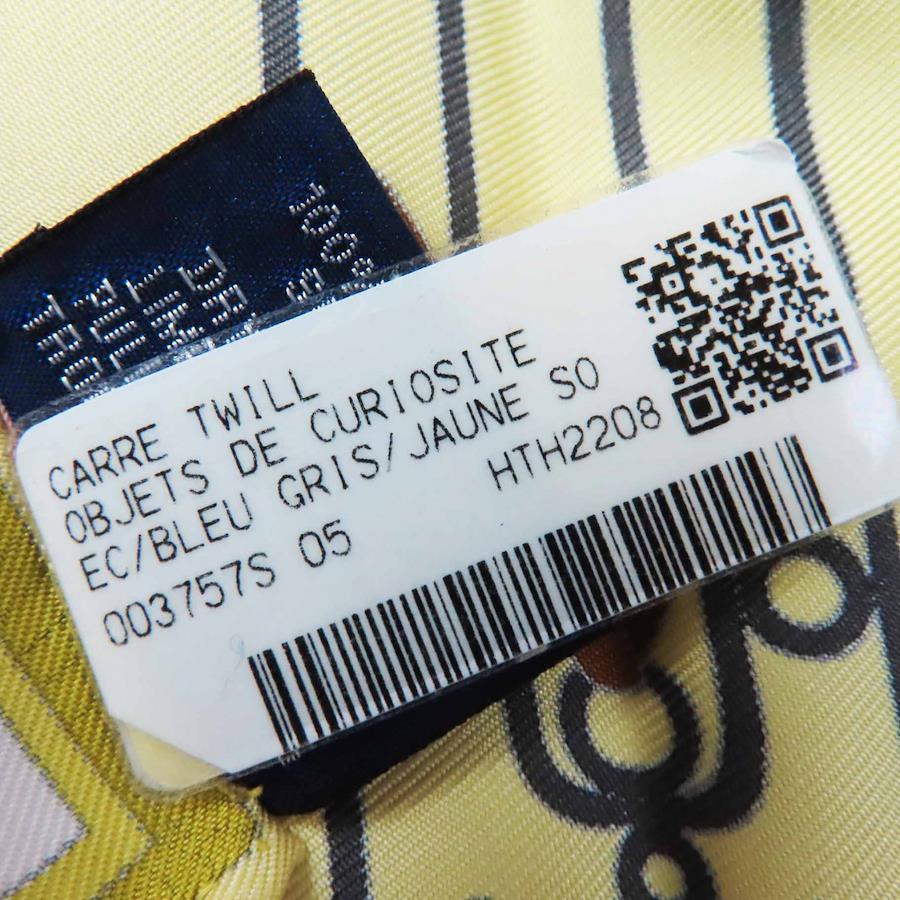 CARRE TWILL
OBJETS DE CURIOSITE
EC/BLEU GRIS/JAUNE SO
003757S 05 HTH2208